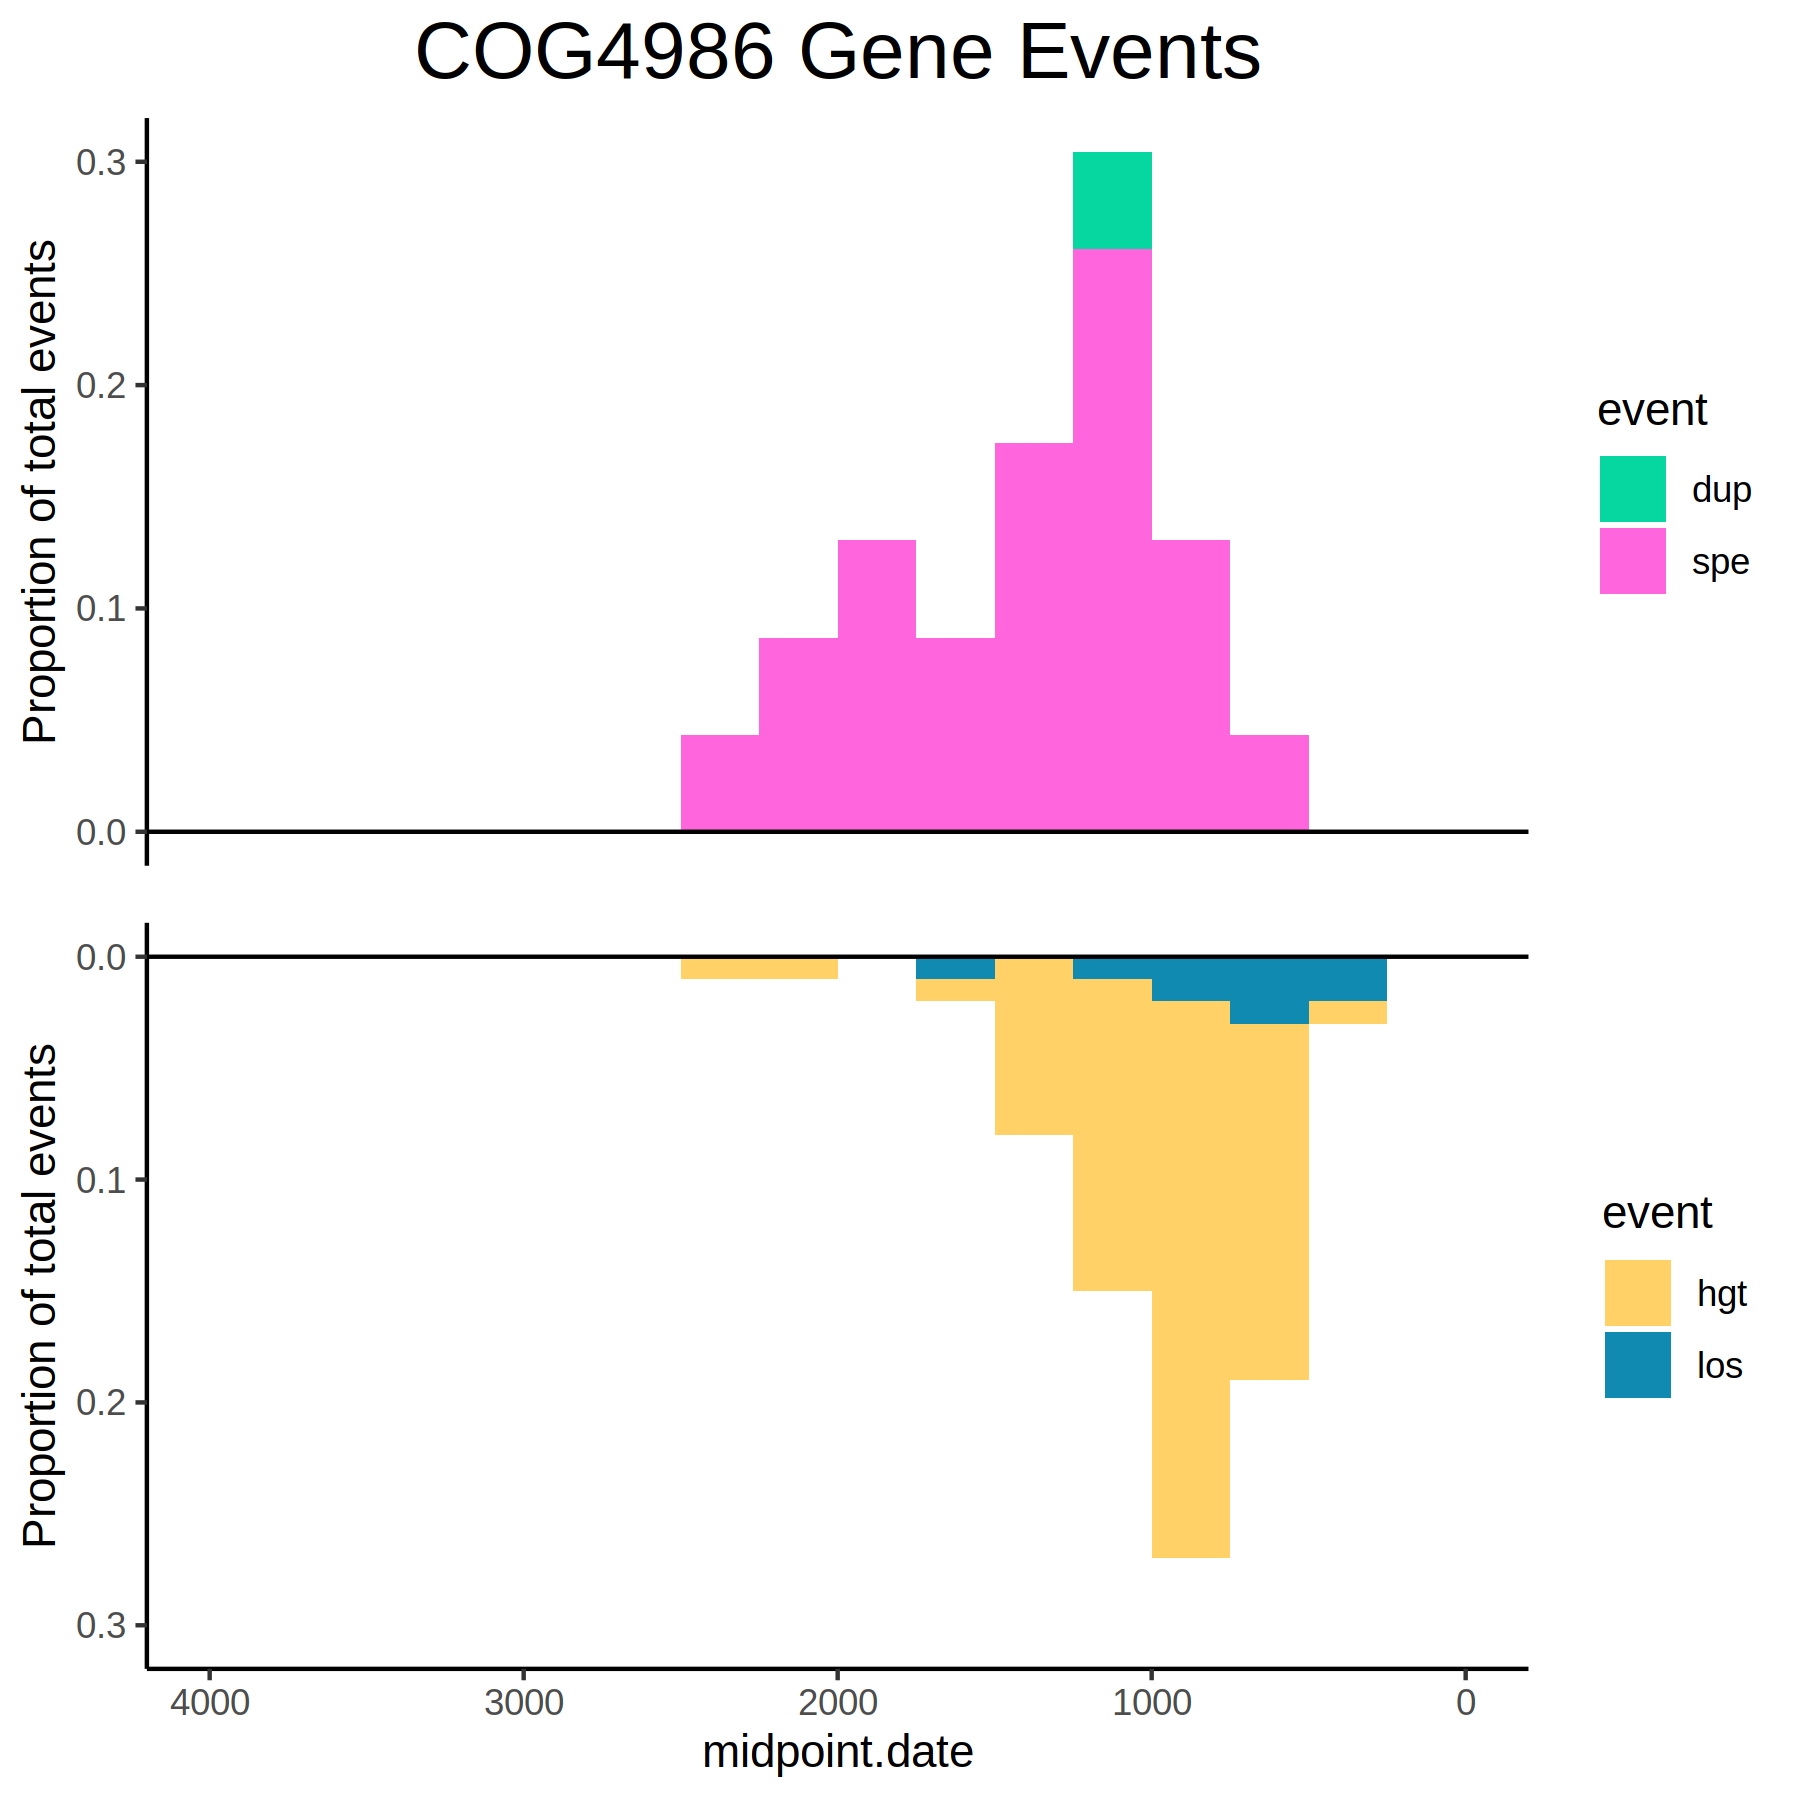 COG4986 Gene Events
Proportion of total events
0.3
0.2
0.1
0.0
event
dup
spe
Proportion of total events
0.0
0.1
0.2
0.3
event
hgt
los
4000 3000 2000 1000 0
midpoint.date